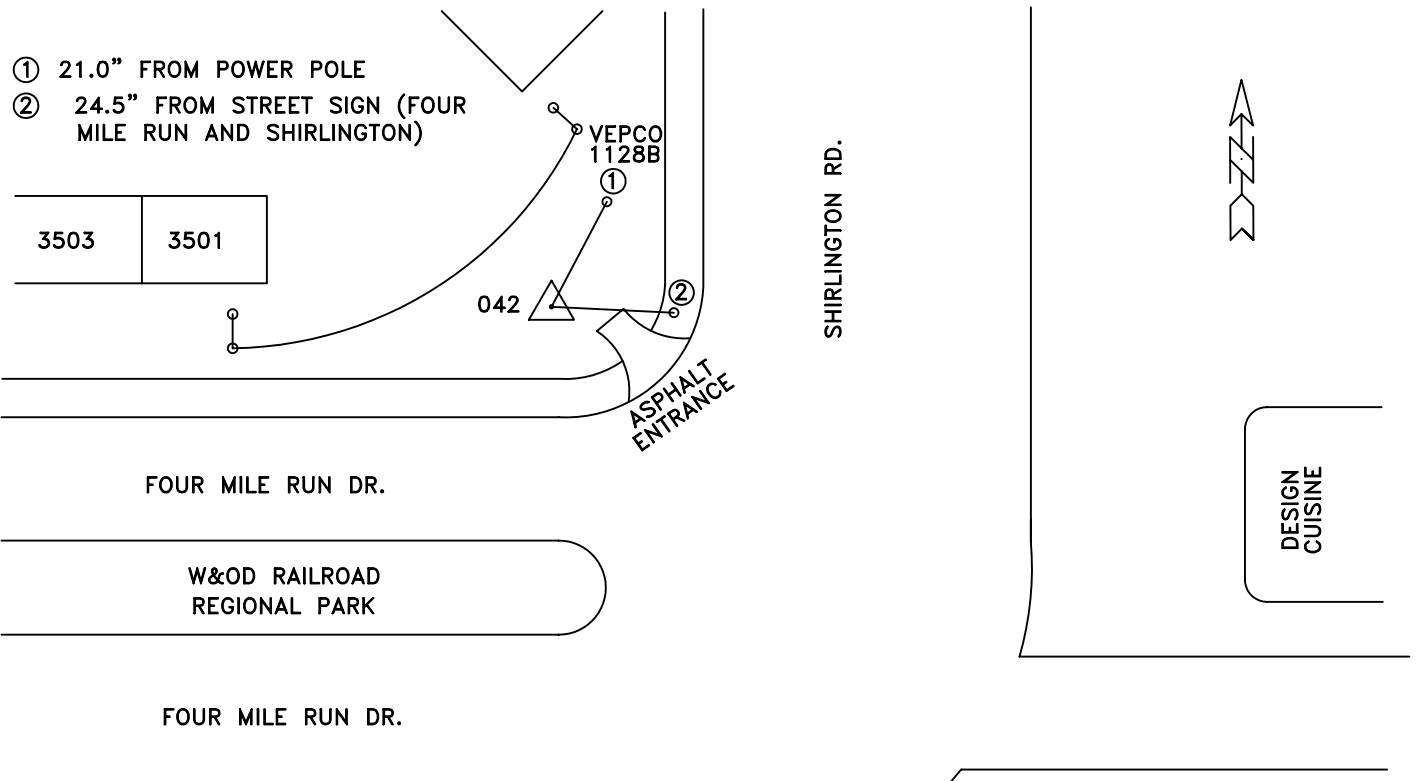 ① 21.0" FROM POWER POLE
② 24.5" FROM STREET SIGN (FOUR
MILE RUN AND SHIRLINGTON)
VEPCO
1128B
①
3503
3501
042
②
SHIRLINGTON RD.
N
ASPHALT
ENTRANCE
FOUR MILE RUN DR.
DESIGN
CUISINE
W&OD RAILROAD
REGIONAL PARK
FOUR MILE RUN DR.